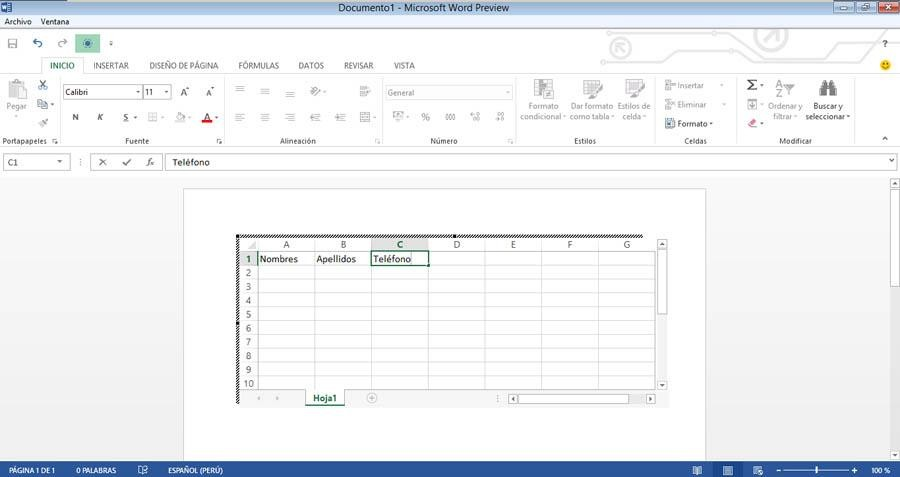 Documento1 - Microsoft Word Preview
Archivo Ventana
?
INICIO INSERTAR DISEÑO DE PÁGINA FÓRMULAS DATOS REVISAR VISTA
Pegar
Calibri 11
N K S A
General
% 000
Formato condicional
Dar formato como tabla
Estilos de celda
Insertar
Eliminar
Formato
Ordenar y filtrar
Buscar y seleccionar
Portapapeles Fuente Alineación Número Estilos Celdas Modificar
C1 fx Teléfono
A B C D E F G
1 Nombres Apellidos Teléfono
2
3
4
5
6
7
8
9
10
Hoja1
PÁGINA 1 DE 1 0 PALABRAS ESPAÑOL (PERÚ) 100 %